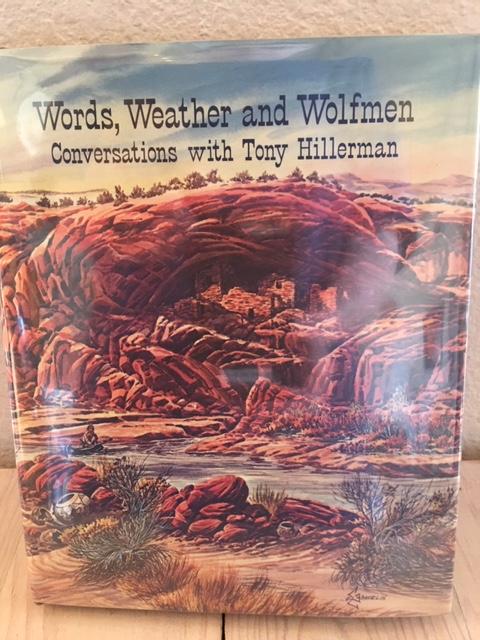 Words, Weather and Wolfmen
Conversations with Tony Hillerman